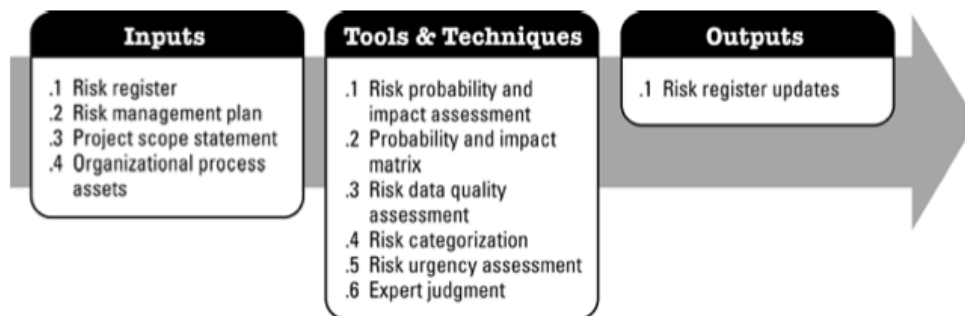 Inputs
.1 Risk register
.2 Risk management plan
.3 Project scope statement
.4 Organizational process
assets
Tools & Techniques
.1 Risk probability and
impact assessment
.2 Probability and impact
matrix
.3 Risk data quality
assessment
.4 Risk categorization
.5 Risk urgency assessment
.6 Expert judgment
Outputs
.1 Risk register updates